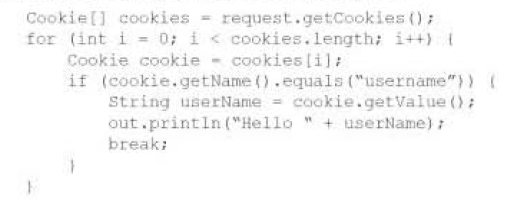 Cookie[] cookies = request.getCookies();
for (int i = 0; i < cookies.length; i++) {
    Cookie cookie = cookies[i];
    if (cookie.getName().equals("username")) {
        String userName = cookie.getValue();
        out.println("Hello " + userName);
        break;
    }
}